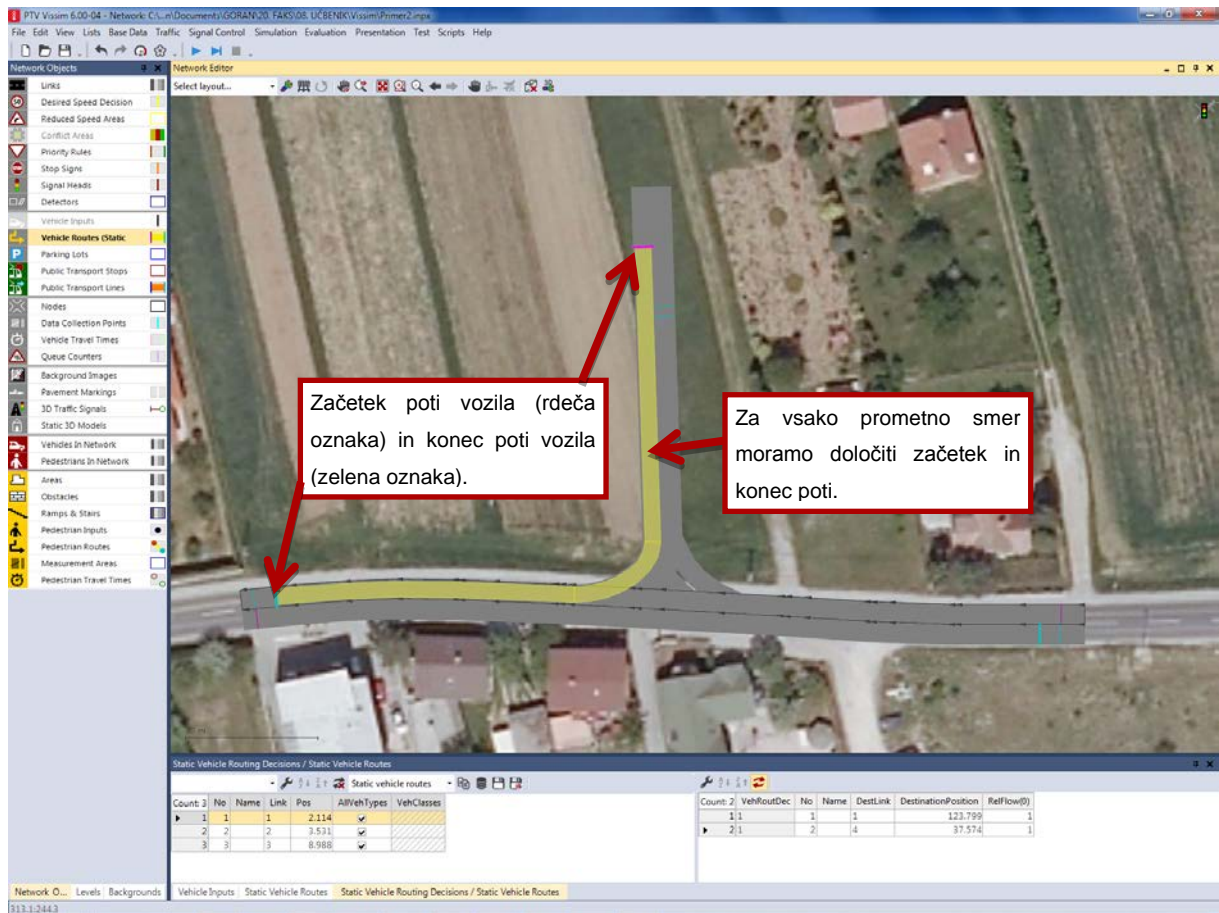 PTV Vissim 6.00-04 - Network: C:\...n\Documents\GORAN\20. FAKS\08. UČBENIK\Vissim\Primer2.inpx
File Edit View Lists Base Data Traffic Signal Control Simulation Evaluation Presentation Test Scripts Help
Network Objects
Network Editor
Select layout...
Links
Desired Speed Decision
Reduced Speed Areas
Conflict Areas
Priority Rules
Stop Signs
Signal Heads
Detectors
Vehicle Inputs
Vehicle Routes (Static
Parking Lots
Public Transport Stops
Public Transport Lines
Nodes
Data Collection Points
Vehicle Travel Times
Queue Counters
Background Images
Pavement Markings
3D Traffic Signals
Static 3D Models
Vehicles In Network
Pedestrians In Network
Areas
Obstacles
Ramps & Stairs
Pedestrian Inputs
Pedestrian Routes
Measurement Areas
Pedestrian Travel Times
Začetek poti vozila (rdeča
oznaka) in konec poti vozila
(zelena oznaka).
Za vsako prometno smer
moramo določiti začetek in
konec poti.
Static Vehicle Routing Decisions / Static Vehicle Routes
Static vehicle routes
Count: 3 No Name Link Pos AllVehTypes VehClasses
1 1 1 2.114
2 2 2 3.531
3 3 3 8.988
Count: 2 VehRoutDec No Name DestLink DestinationPosition RelFlow(0)
1 1 1 1 123.799 1
2 1 2 4 37.574 1
Network O... Levels Backgrounds
Vehicle Inputs Static Vehicle Routes Static Vehicle Routing Decisions / Static Vehicle Routes
313.1:244.3